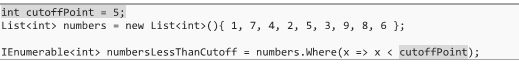 int cutoffPoint = 5;
List<int> numbers = new List<int>(){ 1, 7, 4, 2, 5, 3, 9, 8, 6 };
IEnumerable<int> numbersLessThanCutoff = numbers.Where(x => x < cutoffPoint);